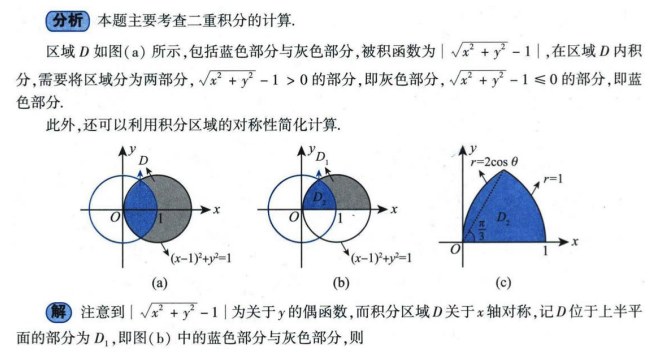 分析 本题主要考查二重积分的计算.
区域 D 如图(a)所示,包括蓝色部分与灰色部分,被积函数为 | √(x² + y²) − 1 |,在区域 D 内积
分,需要将区域分为两部分, √(x² + y²) − 1 > 0 的部分,即灰色部分, √(x² + y²) − 1 ≤ 0 的部分,即蓝
色部分.
此外,还可以利用积分区域的对称性简化计算.
y
D
O
1
x
(x−1)²+y²=1
(a)
y
D₁
D₂
O
1
x
(x−1)²+y²=1
(b)
y
r=2cos θ
r=1
D₂
π/3
O
1
x
(c)
解 注意到 | √(x² + y²) − 1 | 为关于 y 的偶函数,而积分区域 D 关于 x 轴对称,记 D 位于上半平
面的部分为 D₁,即图(b)中的蓝色部分与灰色部分,则